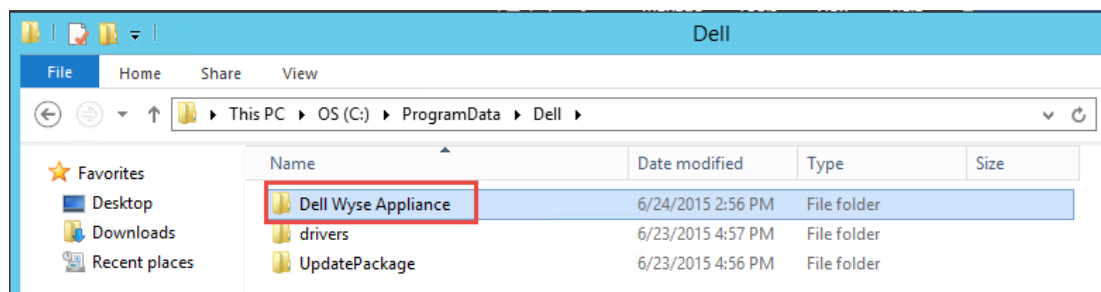 Dell
File Home Share View
This PC OS (C:) ProgramData Dell
Favorites
Desktop
Downloads
Recent places
Name Date modified Type Size
Dell Wyse Appliance 6/24/2015 2:56 PM File folder
drivers 6/23/2015 4:57 PM File folder
UpdatePackage 6/23/2015 4:56 PM File folder